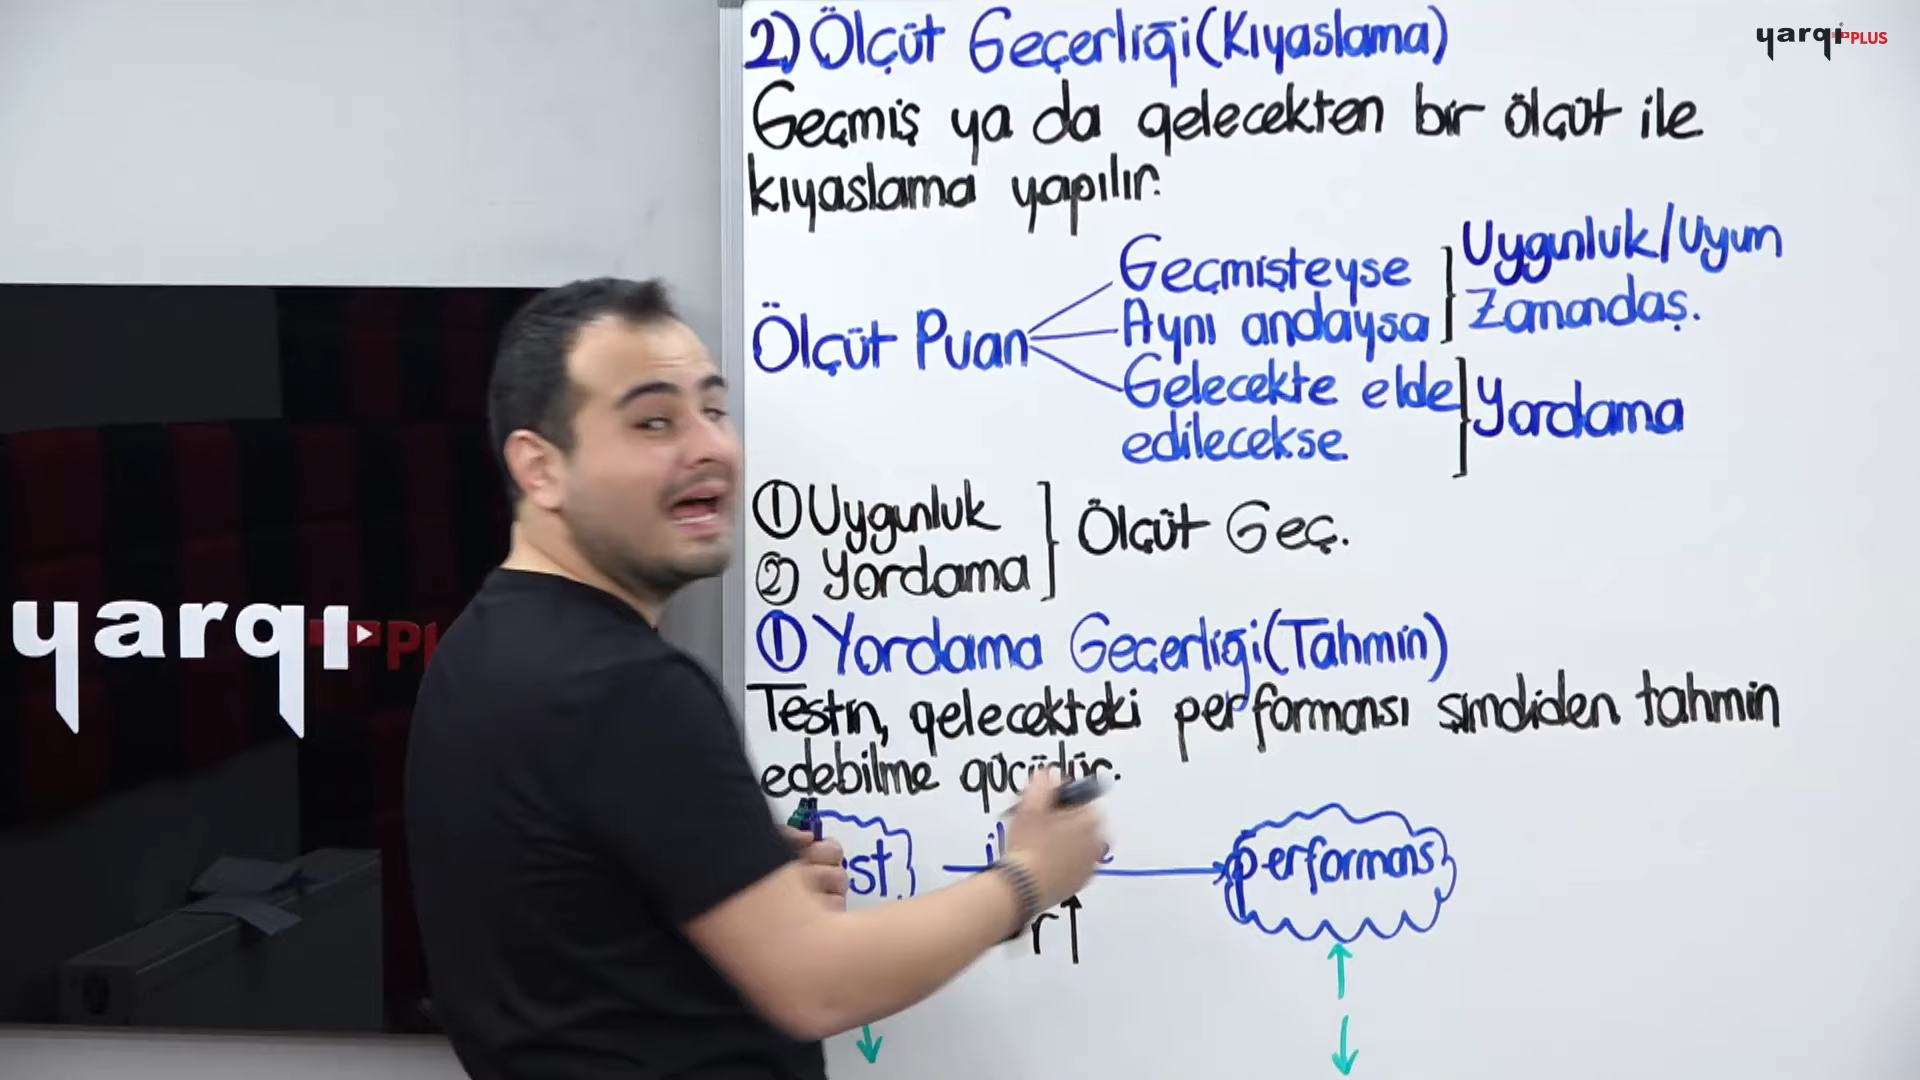 2) Ölçüt Geçerliği (Kıyaslama)
Geçmiş ya da gelecekten bir ölçüt ile
kıyaslama yapılır.
Ölçüt Puan
Geçmişteyse
Aynı andaysa
Uygunluk/Uyum
Zamandaş.
Gelecekte elde
edilecekse
Yordama
① Uygunluk
② Yordama
Ölçüt Geç.
① Yordama Geçerliği (Tahmin)
Testin, gelecekteki performansı şimdiden tahmin
edebilme gücüdür.
performans
r↑
yarqı PLUS
yarqı